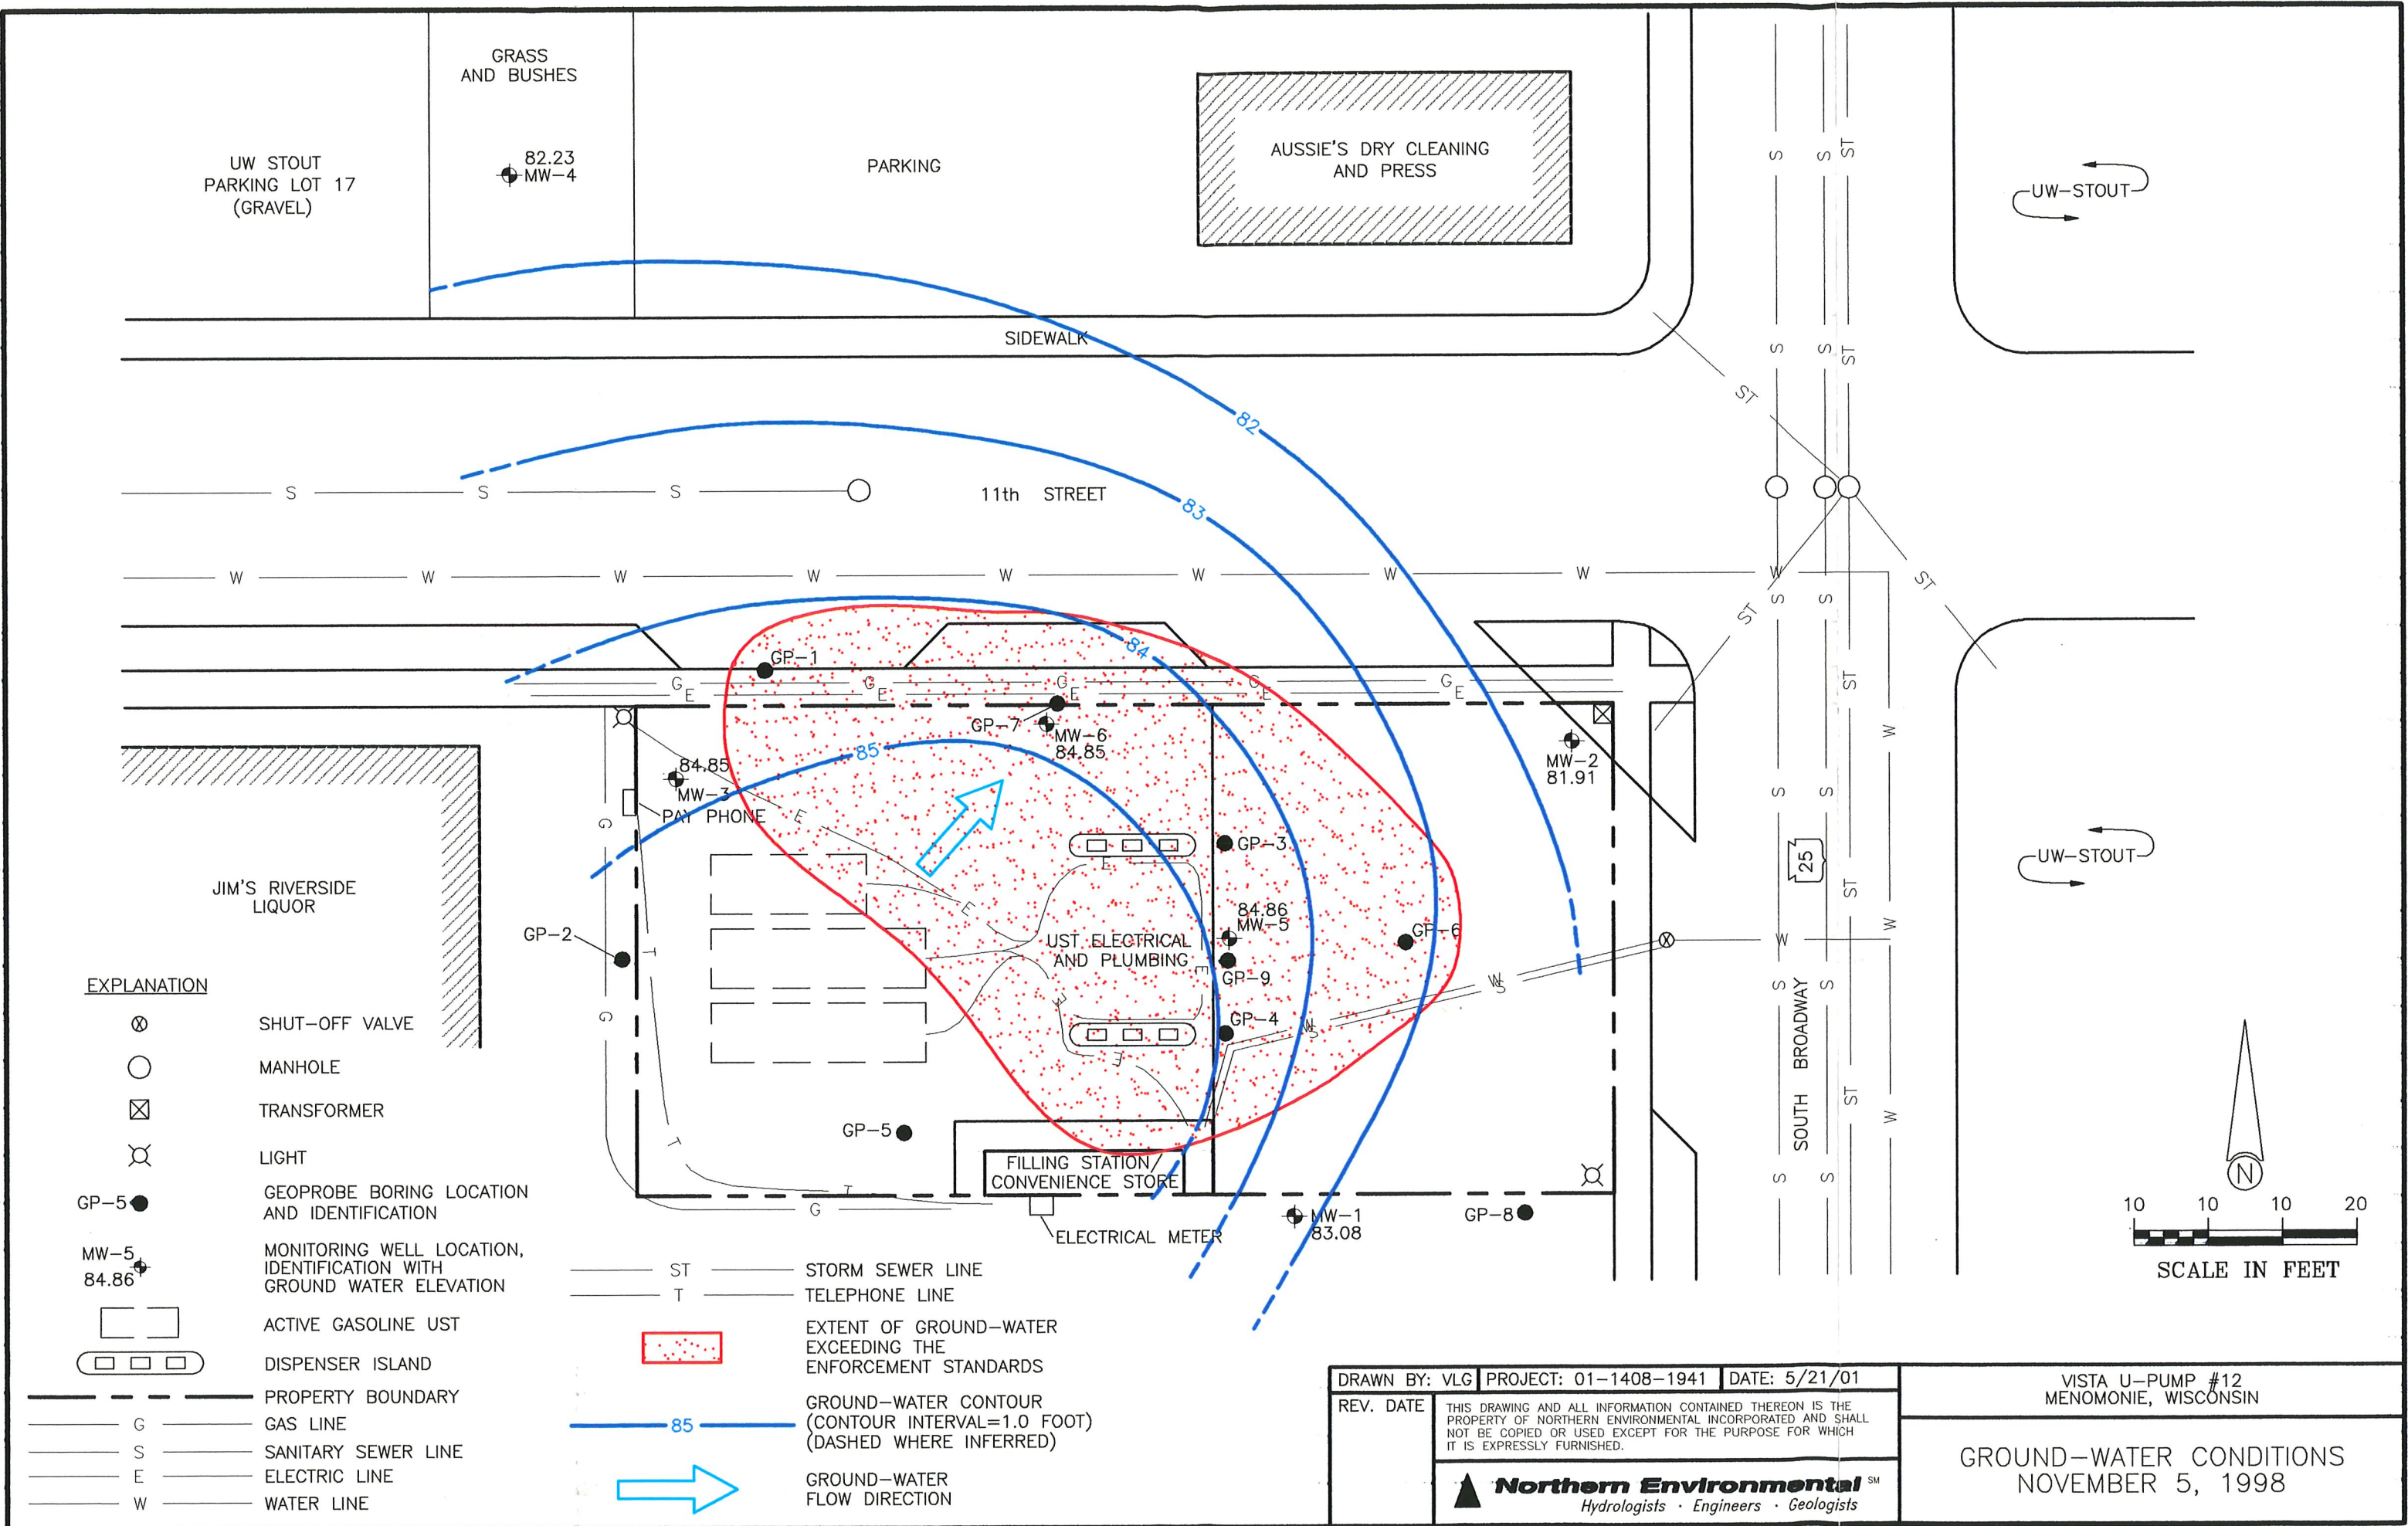 GRASS
AND BUSHES
UW STOUT
PARKING LOT 17
(GRAVEL)
82.23
MW-4
PARKING
AUSSIE'S DRY CLEANING
AND PRESS
S
S
ST
UW-STOUT
SIDEWALK
S
S
ST
ST
82
S
S
S
11th STREET
83
W
W
W
W
W
W
W
W
W
ST
ST
S
S
84
GP-1
G
E
G
E
G
E
G
E
G
E
ST
GP-7
MW-6
84.85
85
84.85
MW-3
PAY PHONE
MW-2
81.91
W
G
E
S
S
GP-3
E
25
UW-STOUT
JIM'S RIVERSIDE
LIQUOR
E
84.86
MW-5
GP-6
ST
W
GP-2
T
UST ELECTRICAL
AND PLUMBING
E
GP-9
W
W
S
S
S
G
E
GP-4
W
S
E
SOUTH BROADWAY
ST
W
GP-5
T
FILLING STATION/
CONVENIENCE STORE
T
G
ELECTRICAL METER
MW-1
83.08
GP-8
S
S
N
10 10 10 20
SCALE IN FEET
EXPLANATION
SHUT-OFF VALVE
MANHOLE
TRANSFORMER
LIGHT
GP-5
GEOPROBE BORING LOCATION
AND IDENTIFICATION
MW-5
84.86
MONITORING WELL LOCATION,
IDENTIFICATION WITH
GROUND WATER ELEVATION
ACTIVE GASOLINE UST
DISPENSER ISLAND
PROPERTY BOUNDARY
G GAS LINE
S SANITARY SEWER LINE
E ELECTRIC LINE
W WATER LINE
ST STORM SEWER LINE
T TELEPHONE LINE
EXTENT OF GROUND-WATER
EXCEEDING THE
ENFORCEMENT STANDARDS
85
GROUND-WATER CONTOUR
(CONTOUR INTERVAL=1.0 FOOT)
(DASHED WHERE INFERRED)
GROUND-WATER
FLOW DIRECTION
DRAWN BY: VLG PROJECT: 01-1408-1941 DATE: 5/21/01
REV. DATE
THIS DRAWING AND ALL INFORMATION CONTAINED THEREON IS THE
PROPERTY OF NORTHERN ENVIRONMENTAL INCORPORATED AND SHALL
NOT BE COPIED OR USED EXCEPT FOR THE PURPOSE FOR WHICH
IT IS EXPRESSLY FURNISHED.
Northern Environmental SM
Hydrologists · Engineers · Geologists
VISTA U-PUMP #12
MENOMONIE, WISCONSIN
GROUND-WATER CONDITIONS
NOVEMBER 5, 1998